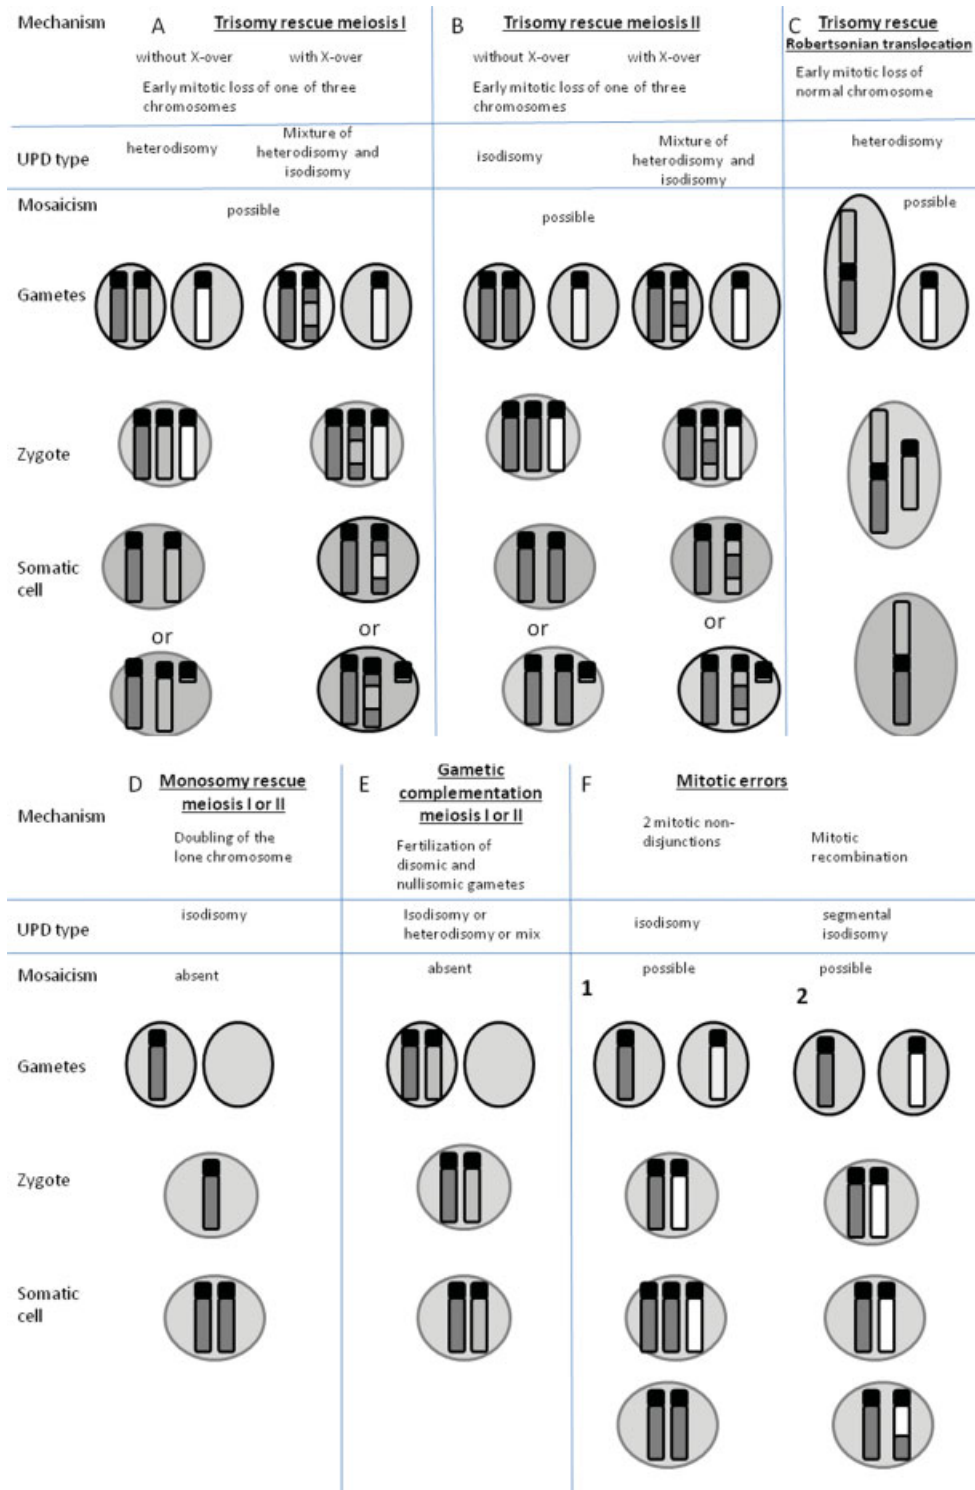 Mechanism
A
Trisomy rescue meiosis I
without X-over
with X-over
Early mitotic loss of one of three
chromosomes
B
Trisomy rescue meiosis II
without X-over
with X-over
Early mitotic loss of one of three
chromosomes
C
Trisomy rescue
Robertsonian translocation
Early mitotic loss of
normal chromosome
UPD type
heterodisomy
Mixture of
heterodisomy and
isodisomy
isodisomy
Mixture of
heterodisomy and
isodisomy
heterodisomy
Mosaicism
possible
possible
possible
Gametes
Zygote
Somatic
cell
or
or
or
or
Mechanism
D
Monosomy rescue
meiosis I or II
Doubling of the
lone chromosome
E
Gametic
complementation
meiosis I or II
Fertilization of
disomic and
nullisomic gametes
F
Mitotic errors
2 mitotic non-
disjunctions
Mitotic
recombination
UPD type
isodisomy
Isodisomy or
heterodisomy or mix
isodisomy
segmental
isodisomy
Mosaicism
absent
absent
possible
possible
1
2
Gametes
Zygote
Somatic
cell